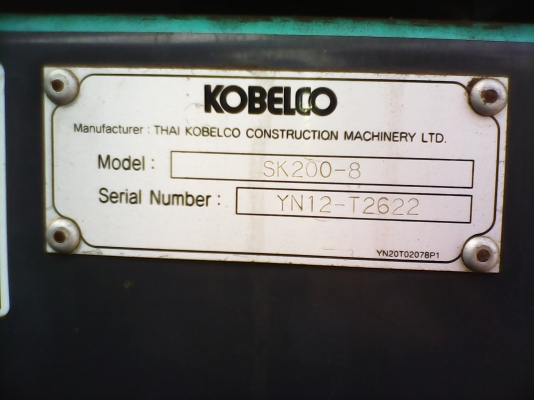 KOBELCO
Manufacturer : THAI KOBELCO CONSTRUCTION MACHINERY LTD.
Model : SK200-8
Serial Number : YN12-T2622
YN20T02078P1